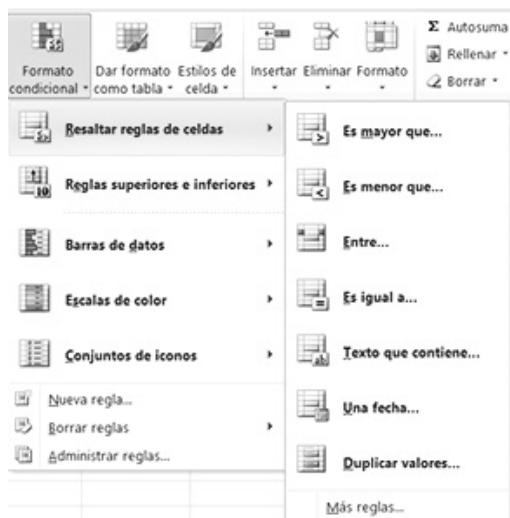 Σ Autosuma
Rellenar
Borrar
Formato condicional
Dar formato como tabla
Estilos de celda
Insertar Eliminar Formato
Resaltar reglas de celdas
Reglas superiores e inferiores
Barras de datos
Escalas de color
Conjuntos de iconos
Nueva regla...
Borrar reglas
Administrar reglas...
Es mayor que...
Es menor que...
Entre...
Es igual a...
Texto que contiene...
Una fecha...
Duplicar valores...
Más reglas...